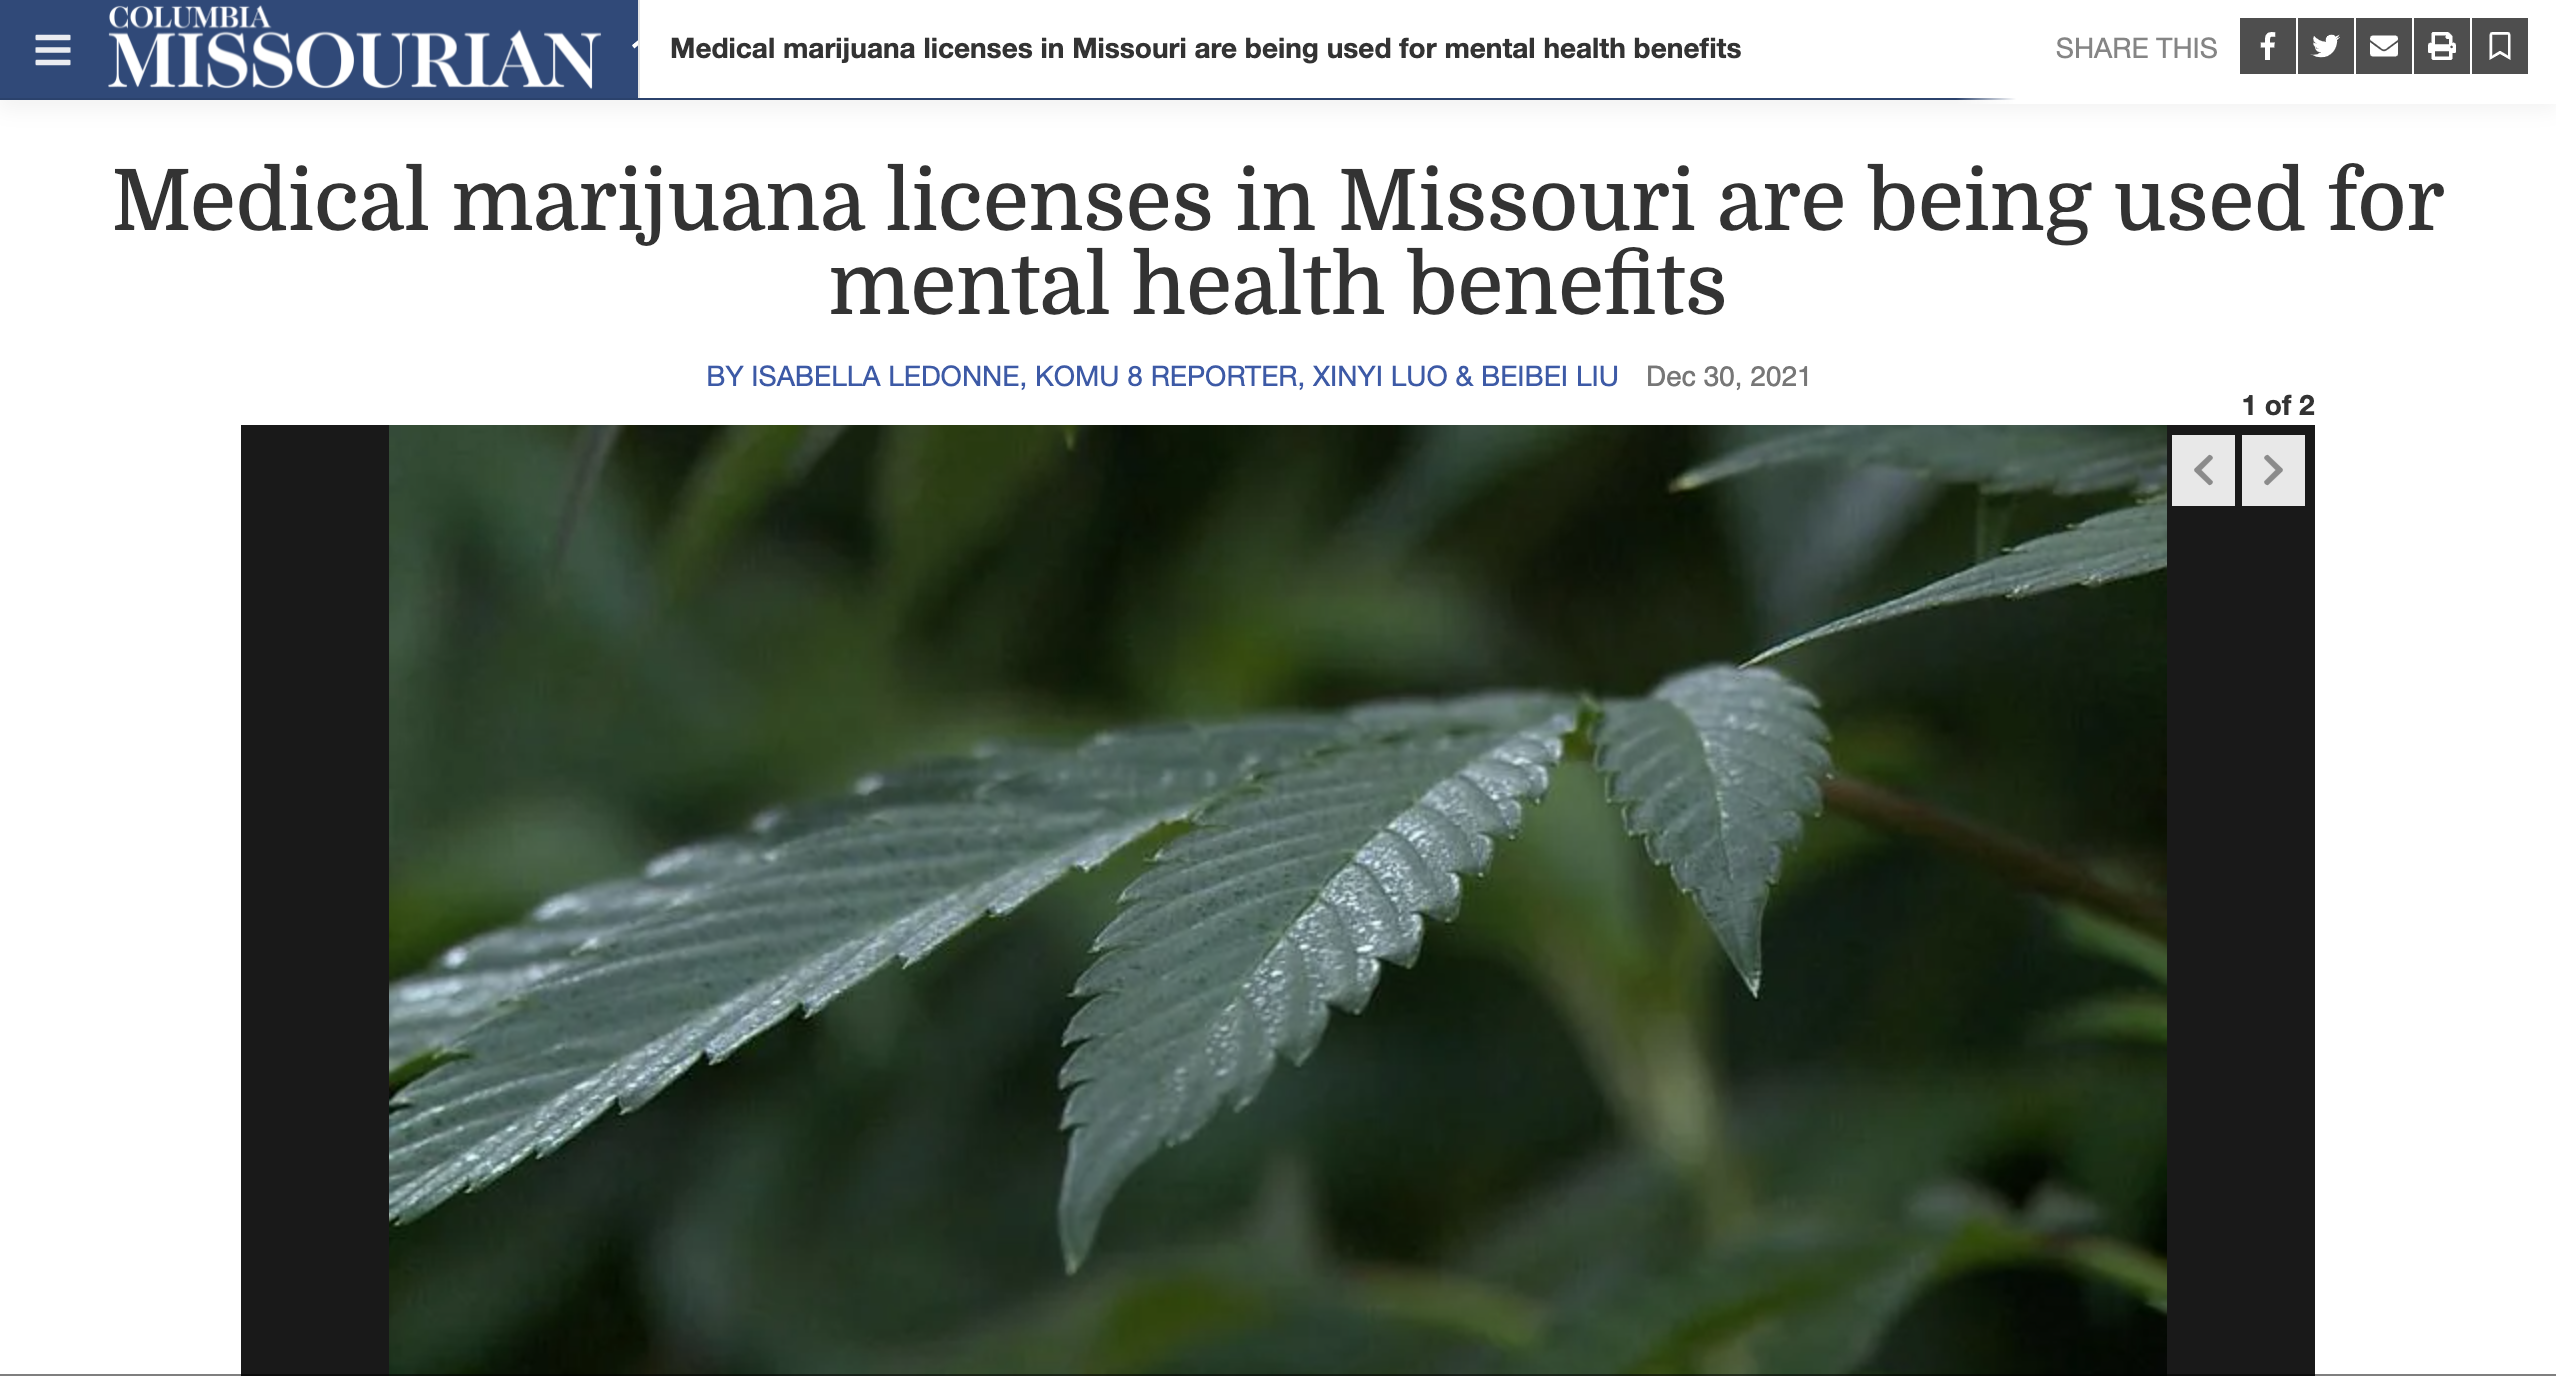 COLUMBIA
MISSOURIAN
Medical marijuana licenses in Missouri are being used for mental health benefits
SHARE THIS
Medical marijuana licenses in Missouri are being used for
mental health benefits
BY ISABELLA LEDONNE, KOMU 8 REPORTER, XINYI LUO & BEIBEI LIU Dec 30, 2021
1 of 2